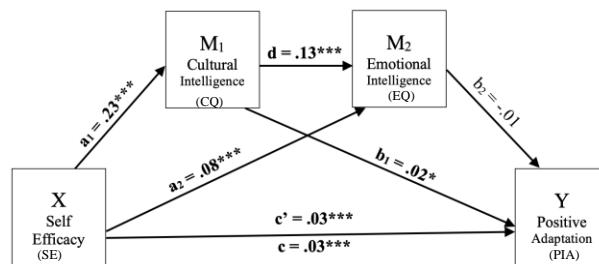 M1
Cultural
Intelligence
(CQ)
d = .13***
M2
Emotional
Intelligence
(EQ)
a1 = .23***
a2 = .08***
b1 = .02*
b2 = -.01
X
Self
Efficacy
(SE)
c' = .03***
c = .03***
Y
Positive
Adaptation
(PIA)